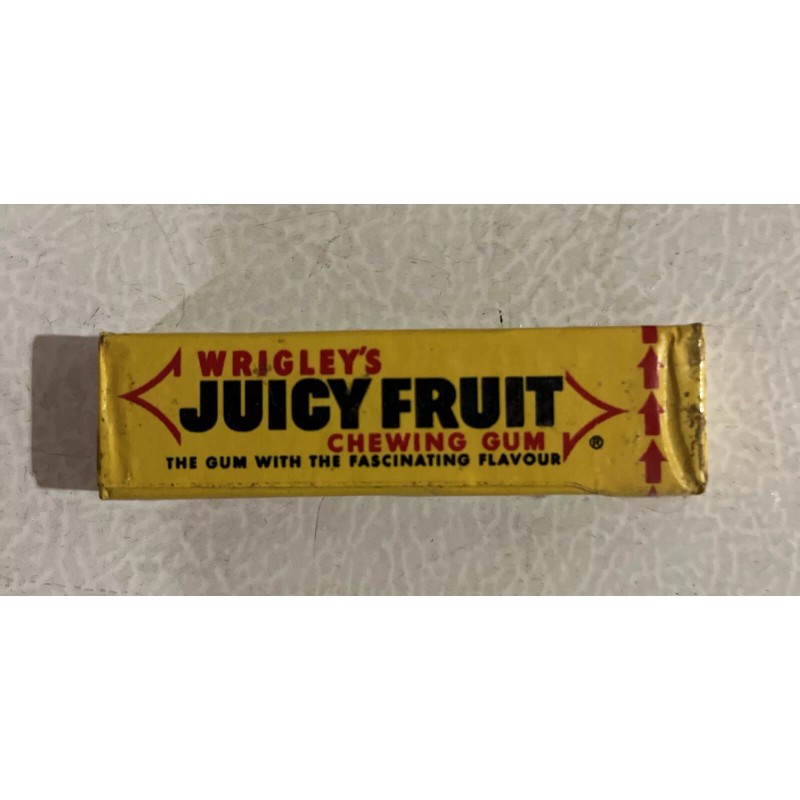 WRIGLEY'S
JUICY FRUIT
CHEWING GUM ®
THE GUM WITH THE FASCINATING FLAVOUR